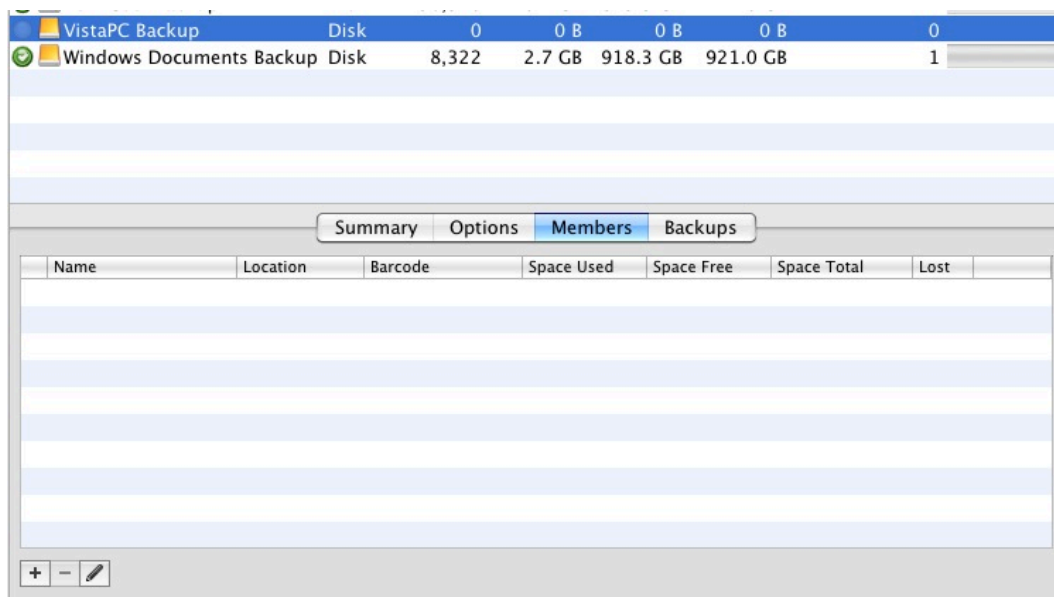 VistaPC Backup Disk 0 0 B 0 B 0 B 0
Windows Documents Backup Disk 8,322 2.7 GB 918.3 GB 921.0 GB 1
Summary Options Members Backups
Name Location Barcode Space Used Space Free Space Total Lost